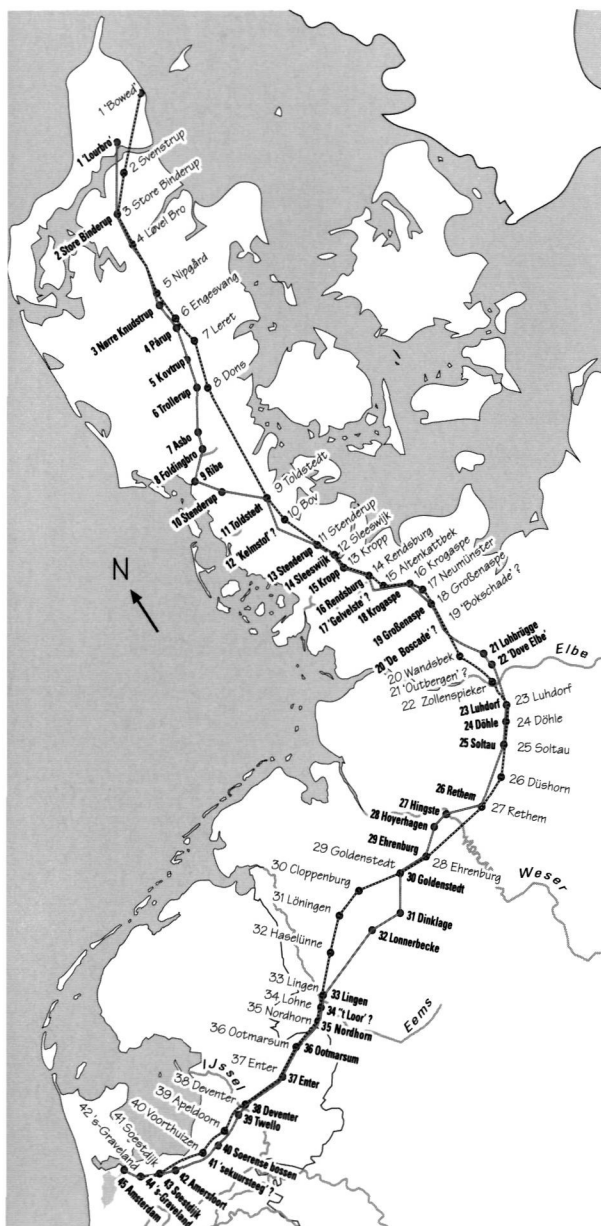 1 'Bowed'
1 'Lourbro'
2 Svenstrup
3 Store Binderup
2 Store Binderup
4 Løvel Bro
5 Nipgård
3 Nørre Knudstrup
6 Engesvang
4 Pårup
7 Leret
5 Kovtrup
8 Dons
6 Trollerup
7 Asbo
8 Foldingbro
9 Ribe
10 Stenderup
9 Toldstedt
11 Toldstedt
10 Bov
12 'Kelmstof' ?
11 Stenderup
13 Stenderup
12 Sleeswijk
14 Sleeswijk
13 Kropp
15 Kropp
14 Rendsburg
16 Rendsburg
15 Altenkattbek
17 'Gelveiste' ?
16 Krogaspe
18 Krogaspe
17 Neumünster
18 Großenaspe
19 Großenaspe
19 'Bokschade' ?
20 'De Boscade' ?
N
20 Wandsbek
21 Lohbrügge
21 'Outbergen' ?
22 'Dove Elbe'
Elbe
22 Zollenspieker
23 Luhdorf
23 Luhdorf
24 Döhle
24 Döhle
25 Soltau
25 Soltau
26 Düshorn
26 Rethem
27 Rethem
27 Hingste
28 Hoyerhagen
29 Ehrenburg
28 Ehrenburg
Weser
29 Goldenstedt
30 Goldenstedt
30 Cloppenburg
31 Löningen
31 Dinklage
32 Haselünne
32 Lonnerbecke
33 Lingen
33 Lingen
34 Lohne
34 ''t Loor' ?
35 Nordhorn
35 Nordhorn
Eems
36 Ootmarsum
36 Ootmarsum
37 Enter
37 Enter
IJssel
38 Deventer
38 Deventer
39 Apeldoorn
39 Twello
40 Voorthuizen
40 Soerense bossen
41 Soestdijk
41 'sekuursteeg' ?
42 's-Graveland
42 Amersfoort
43 Soestdijk
44 's-Graveland
45 Amsterdam